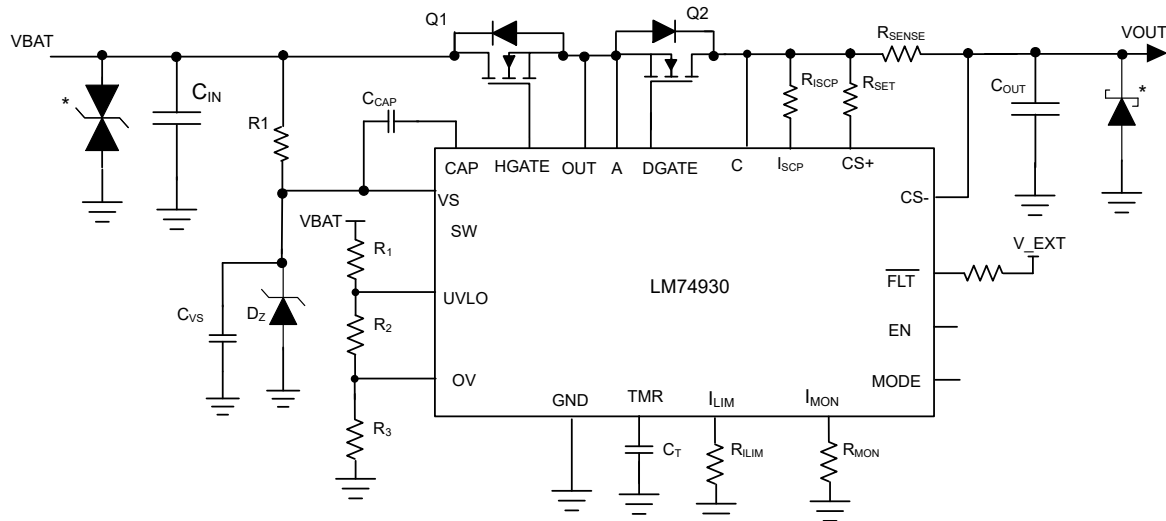 Q1
Q2
VBAT
RSENSE
VOUT
*
CIN
CCAP
RISCP
RSET
COUT
*
R1
CAP
HGATE
OUT
A
DGATE
C
ISCP
CS+
VS
CS-
VBAT
SW
R1
V_EXT
LM74930
FLT
UVLO
CVS
DZ
R2
EN
OV
MODE
GND
TMR
ILIM
IMON
R3
CT
RILIM
RMON